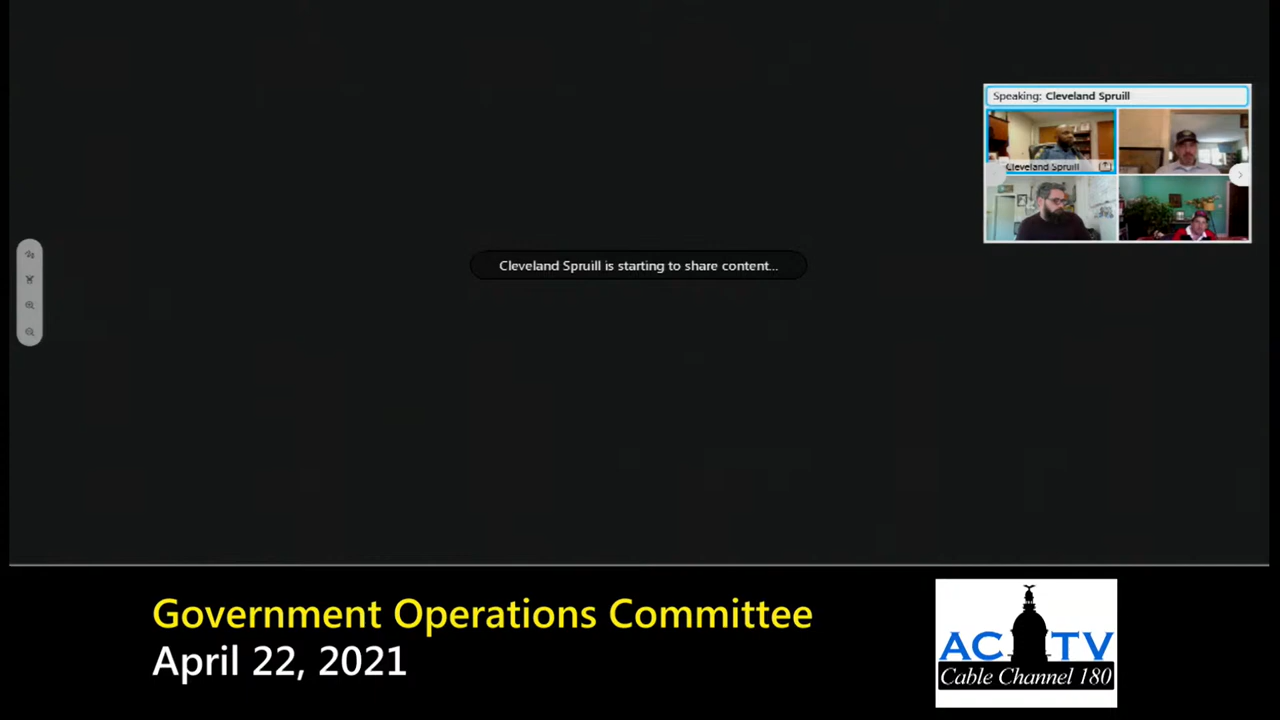 Speaking: Cleveland Spruill
Cleveland Spruill
Cleveland Spruill is starting to share content...
Government Operations Committee
April 22, 2021
AC TV
Cable Channel 180